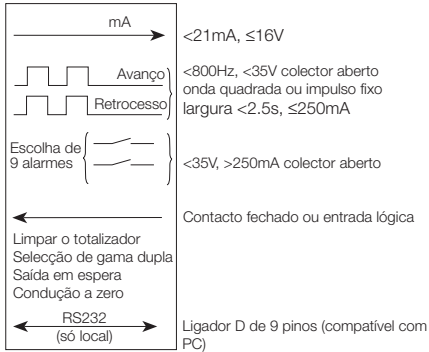 mA
<21mA, ≤16V
Avanço
Retrocesso
<800Hz, <35V colector aberto
onda quadrada ou impulso fixo
largura <2.5s, ≤250mA
Escolha de
9 alarmes
<35V, >250mA colector aberto
Contacto fechado ou entrada lógica
Limpar o totalizador
Selecção de gama dupla
Saída em espera
Condução a zero
RS232
(só local)
Ligador D de 9 pinos (compatível com
PC)